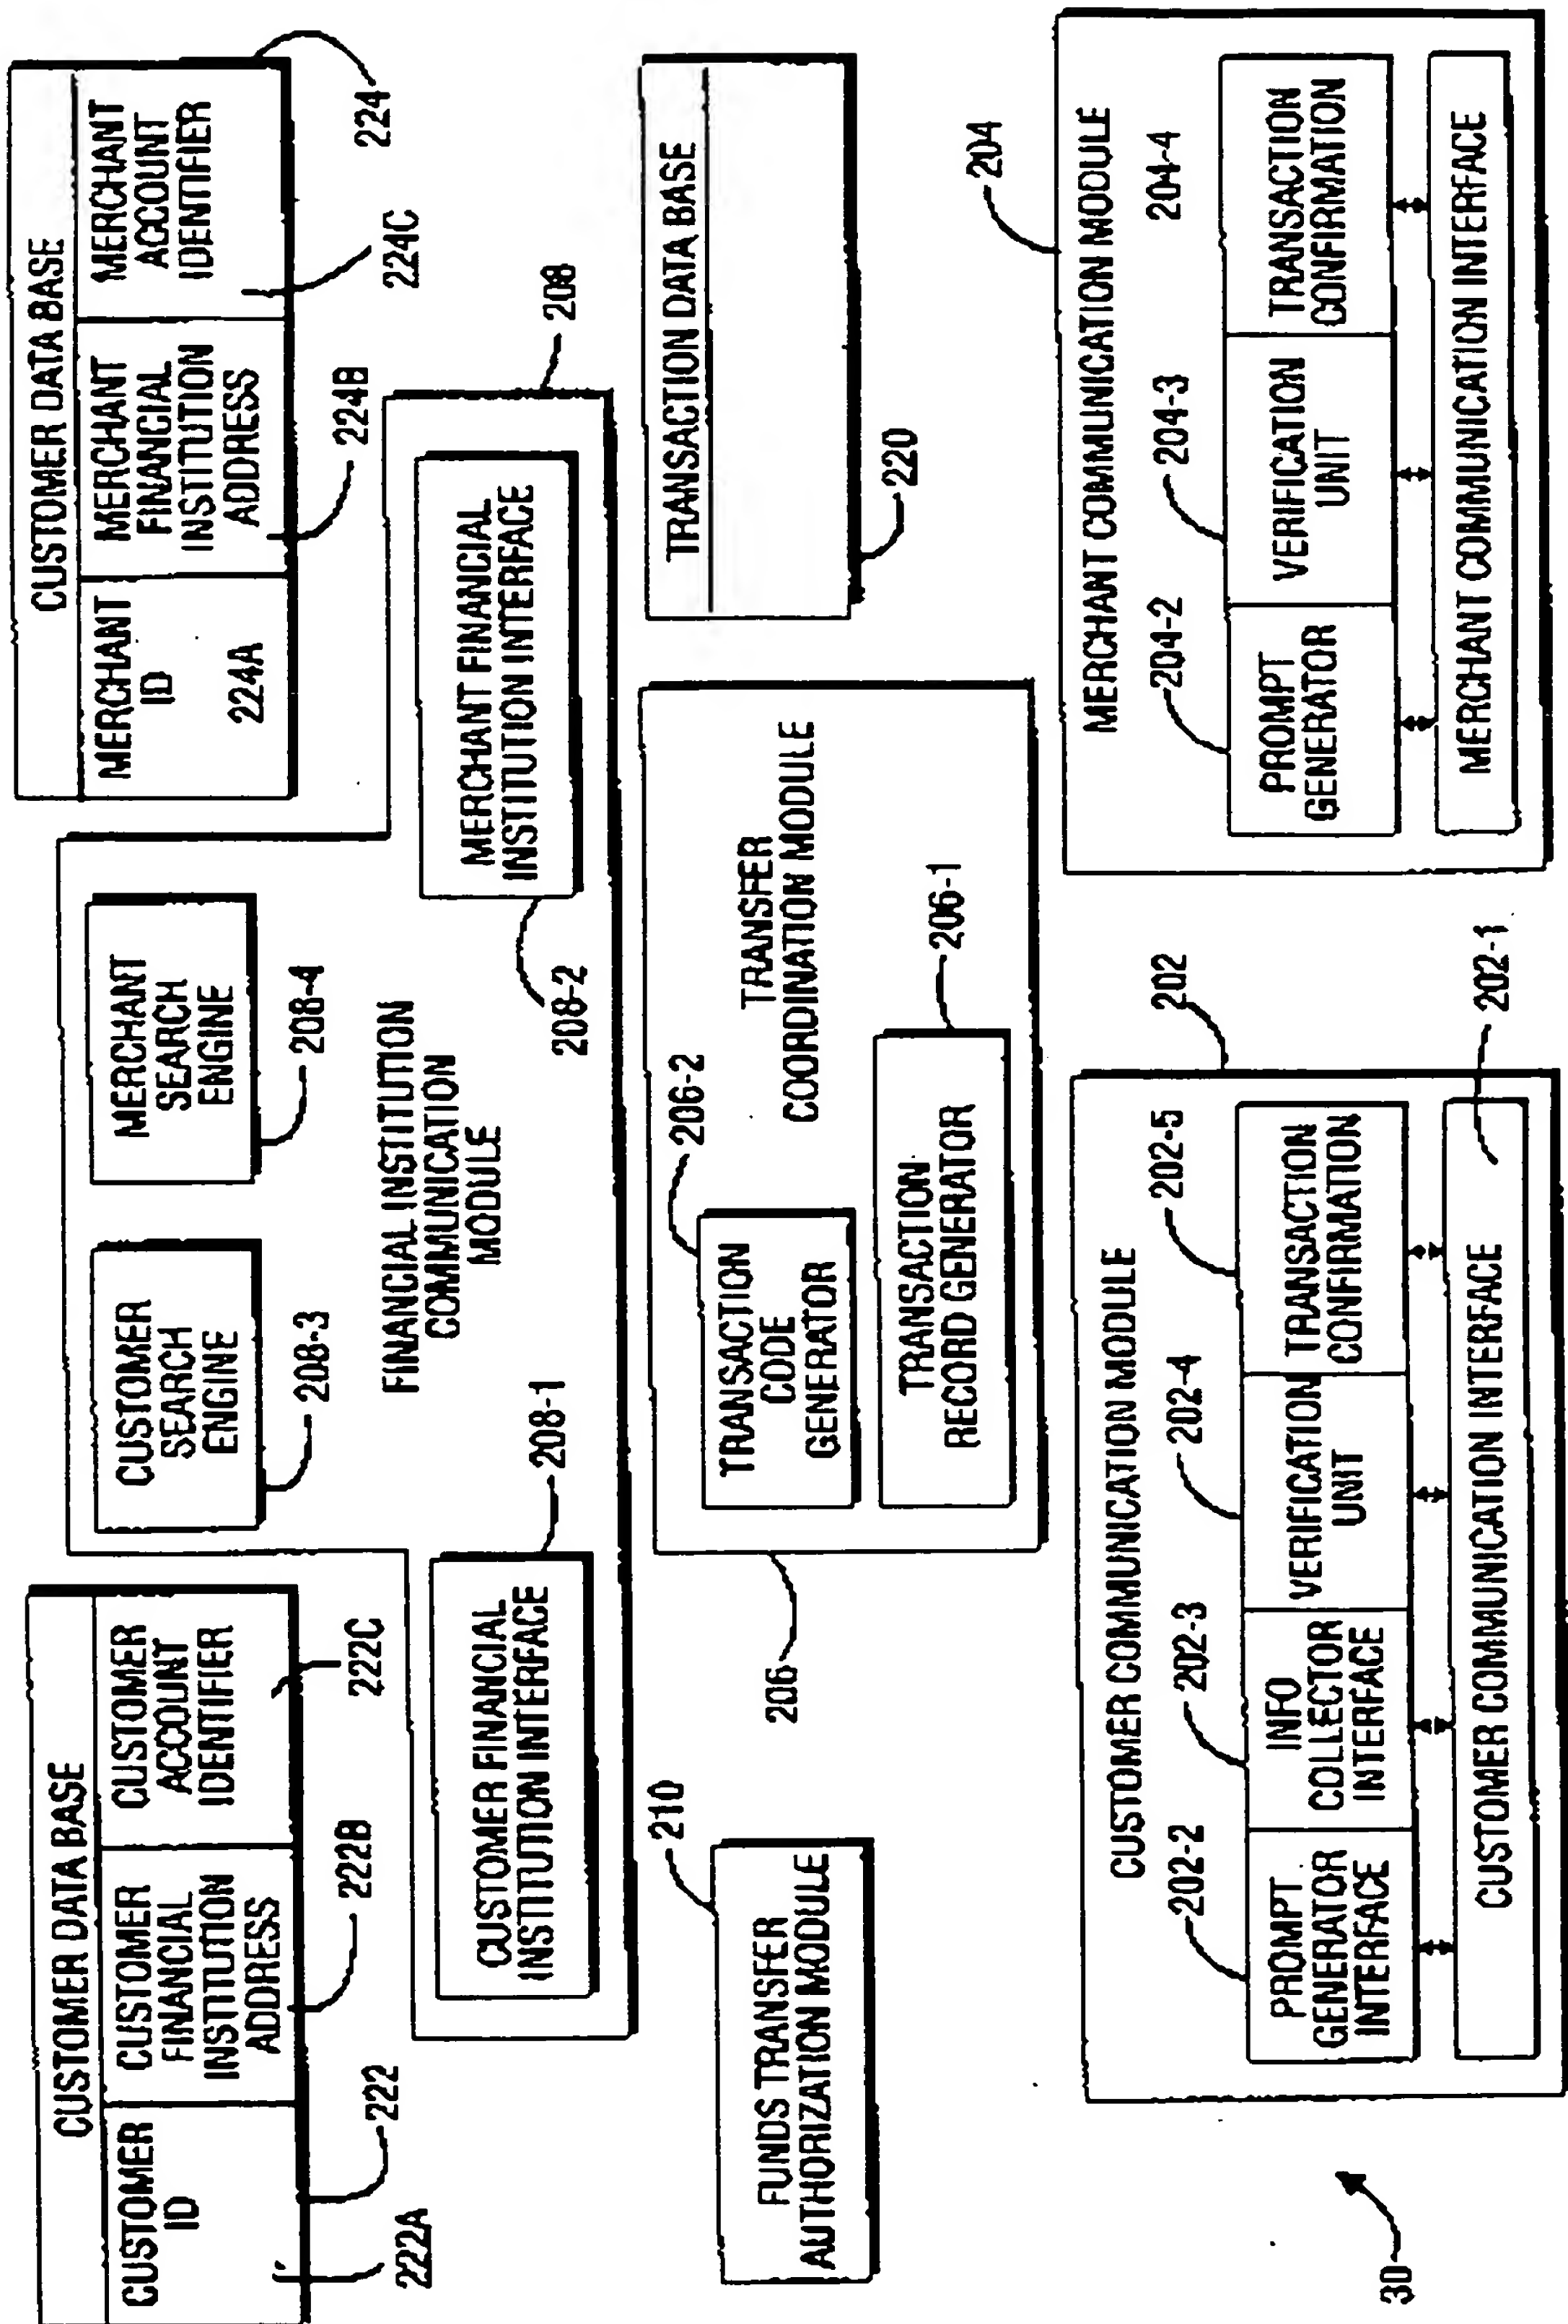 CUSTOMER DATA BASE
CUSTOMER
ID
CUSTOMER
FINANCIAL
INSTITUTION
ADDRESS
CUSTOMER
ACCOUNT
IDENTIFIER
222A
222
222B
222C
CUSTOMER
SEARCH
ENGINE
208-3
MERCHANT
SEARCH
ENGINE
208-4
FINANCIAL INSTITUTION
COMMUNICATION
MODULE
CUSTOMER FINANCIAL
INSTITUTION INTERFACE
208-1
MERCHANT FINANCIAL
INSTITUTION INTERFACE
208-2
208
CUSTOMER DATA BASE
MERCHANT
ID
224A
MERCHANT
FINANCIAL
INSTITUTION
ADDRESS
MERCHANT
ACCOUNT
IDENTIFIER
224B
224C
224
210
FUNDS TRANSFER
AUTHORIZATION MODULE
206
TRANSACTION
CODE
GENERATOR
206-2
TRANSFER
COORDINATION MODULE
TRANSACTION
RECORD GENERATOR
206-1
TRANSACTION DATA BASE
220
30
CUSTOMER COMMUNICATION MODULE
202-2
202-3
202-4
202-5
202
PROMPT
GENERATOR
INTERFACE
INFO
COLLECTOR
INTERFACE
VERIFICATION
UNIT
TRANSACTION
CONFIRMATION
CUSTOMER COMMUNICATION INTERFACE
202-1
MERCHANT COMMUNICATION MODULE
204
204-2
204-3
204-4
PROMPT
GENERATOR
VERIFICATION
UNIT
TRANSACTION
CONFIRMATION
MERCHANT COMMUNICATION INTERFACE